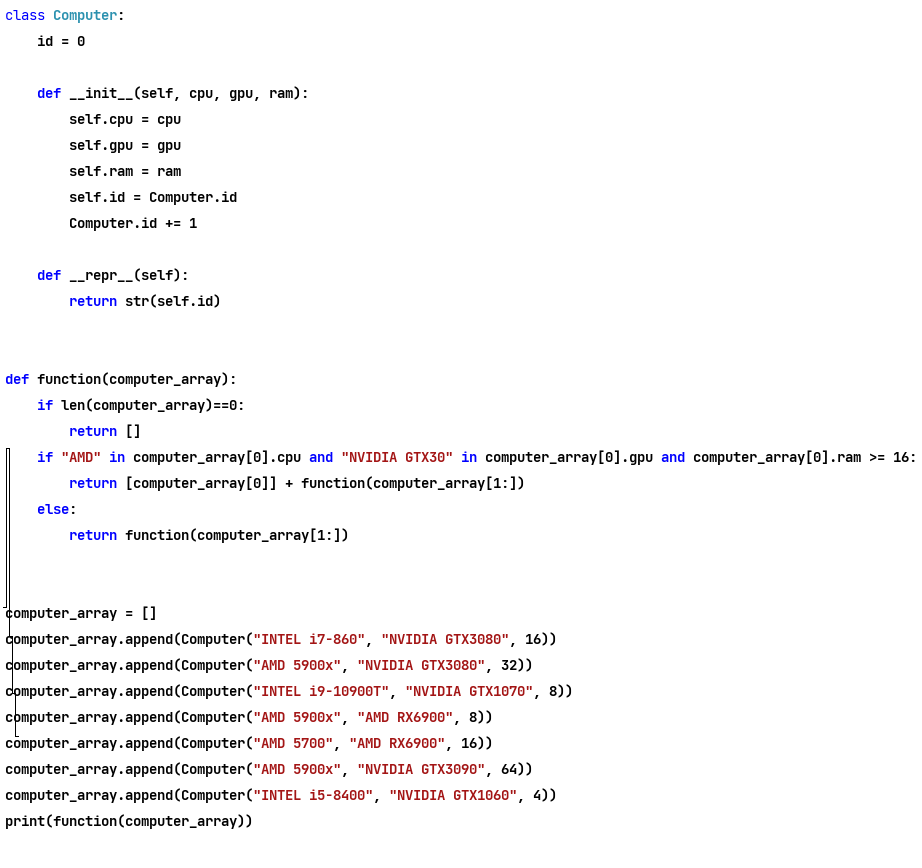 class Computer:
    id = 0
    def __init__(self, cpu, gpu, ram):
        self.cpu = cpu
        self.gpu = gpu
        self.ram = ram
        self.id = Computer.id
        Computer.id += 1
    def __repr__(self):
        return str(self.id)
def function(computer_array):
    if len(computer_array)==0:
        return []
    if "AMD" in computer_array[0].cpu and "NVIDIA GTX30" in computer_array[0].gpu and computer_array[0].ram >= 16:
        return [computer_array[0]] + function(computer_array[1:])
    else:
        return function(computer_array[1:])
computer_array = []
computer_array.append(Computer("INTEL i7-860", "NVIDIA GTX3080", 16))
computer_array.append(Computer("AMD 5900x", "NVIDIA GTX3080", 32))
computer_array.append(Computer("INTEL i9-10900T", "NVIDIA GTX1070", 8))
computer_array.append(Computer("AMD 5900x", "AMD RX6900", 8))
computer_array.append(Computer("AMD 5700", "AMD RX6900", 16))
computer_array.append(Computer("AMD 5900x", "NVIDIA GTX3090", 64))
computer_array.append(Computer("INTEL i5-8400", "NVIDIA GTX1060", 4))
print(function(computer_array))